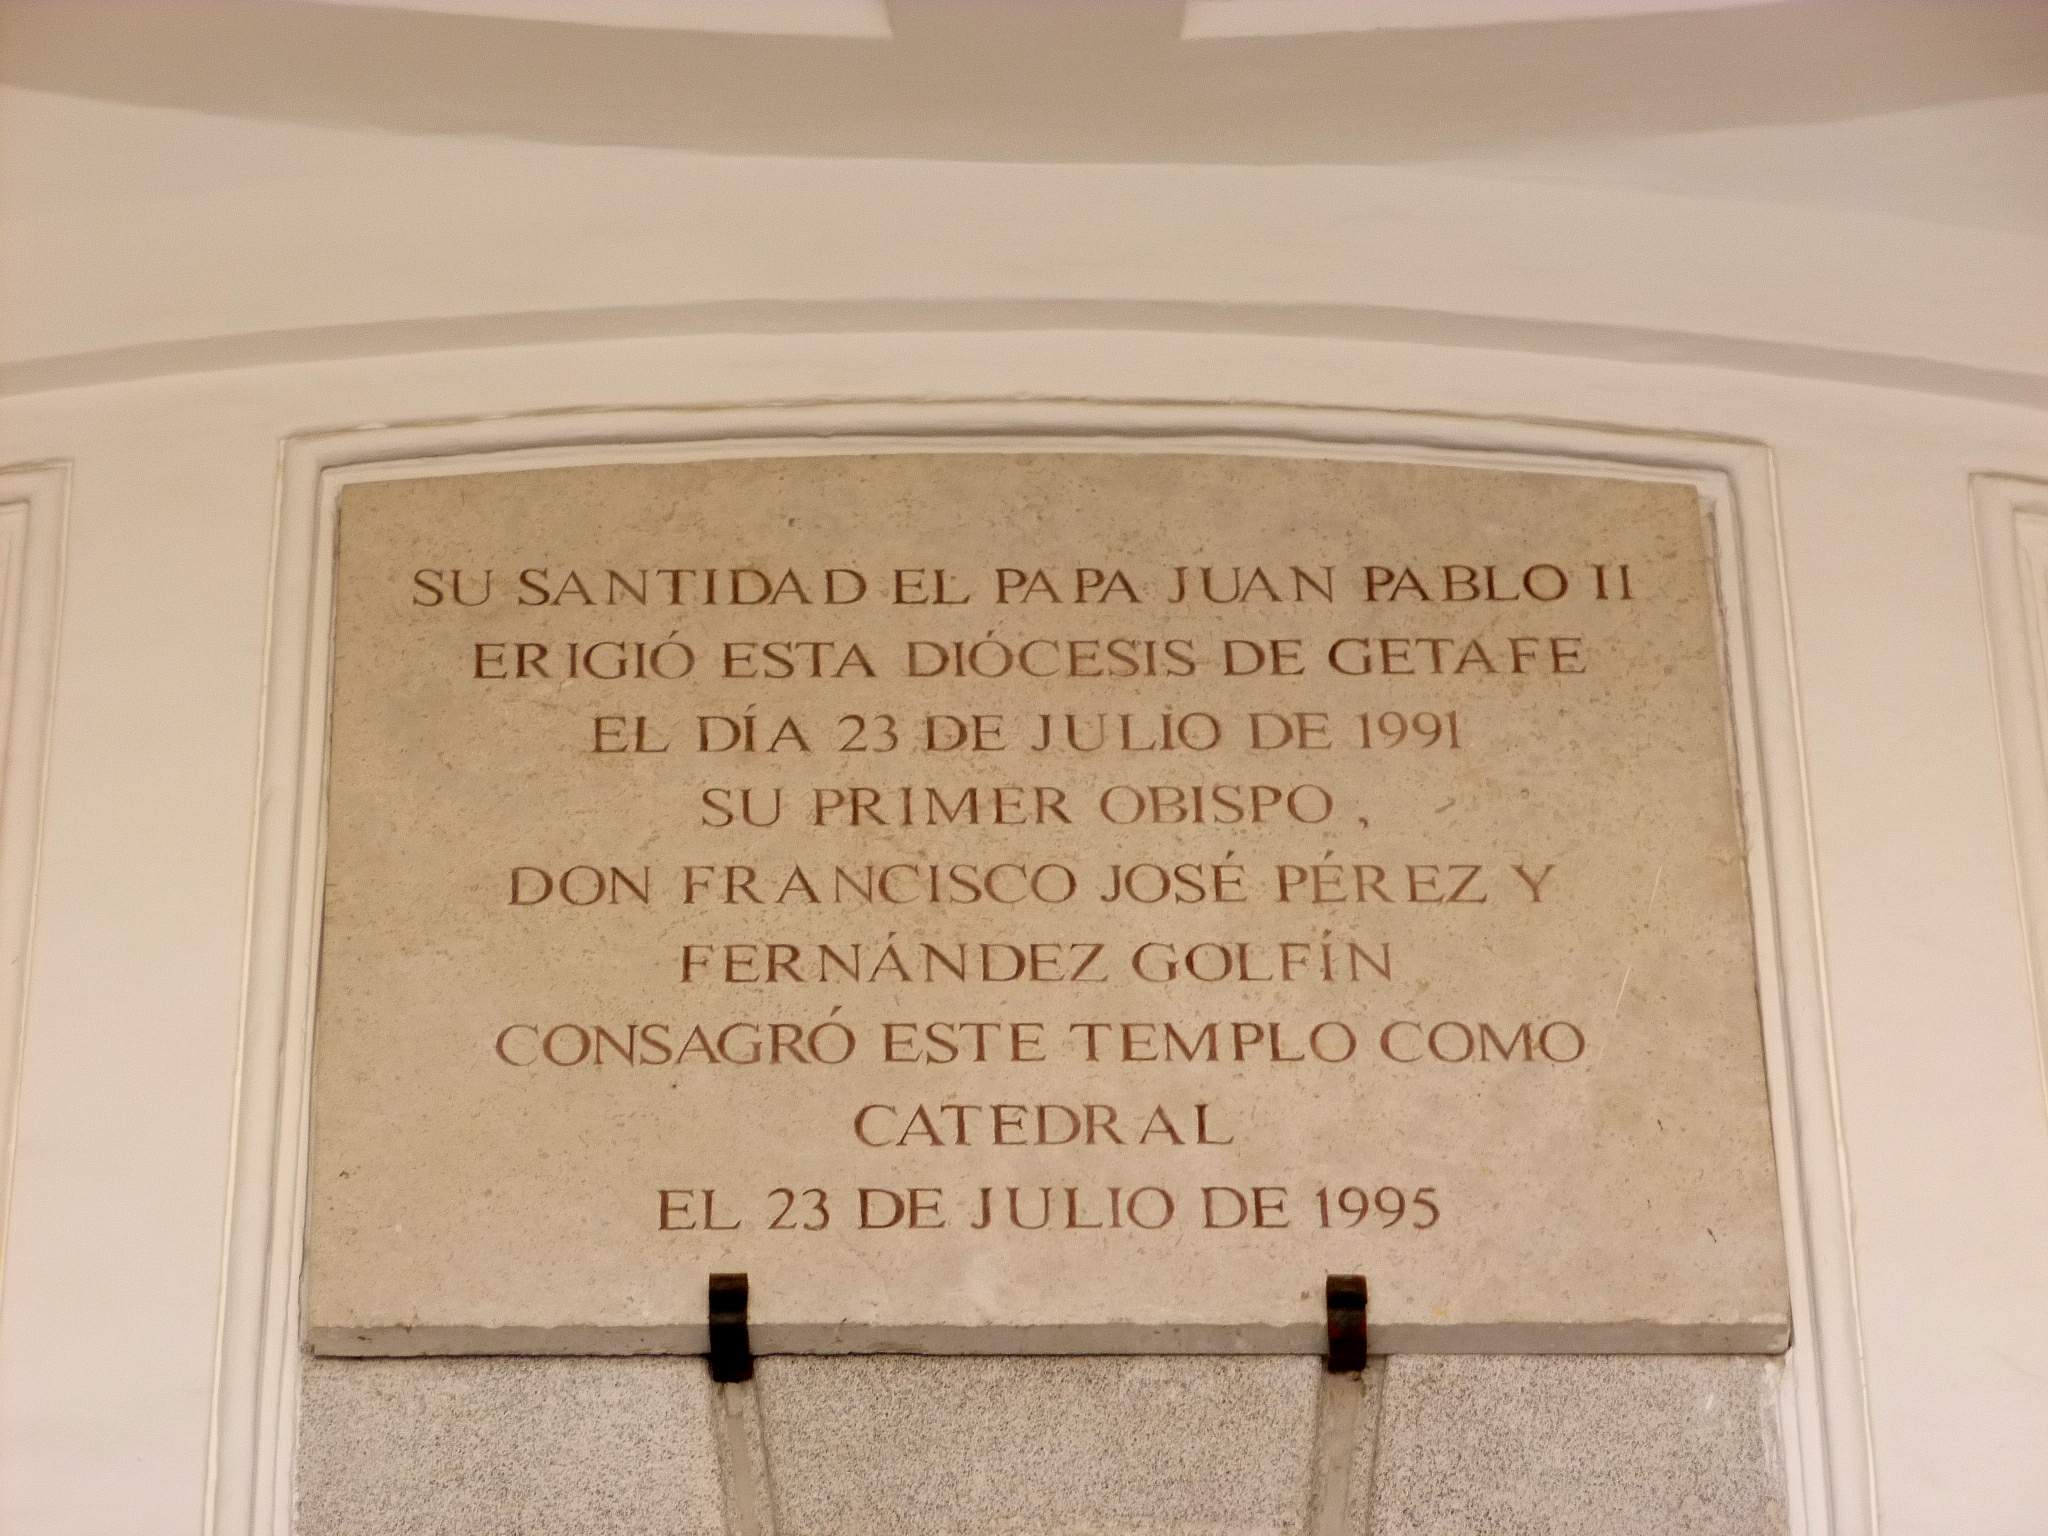 SU SANTIDAD EL PAPA JUAN PABLO II
ERIGIÓ ESTA DIÓCESIS DE GETAFE
EL DÍA 23 DE JULIO DE 1991
SU PRIMER OBISPO ,
DON FRANCISCO JOSÉ PÉREZ Y
FERNÁNDEZ GOLFÍN
CONSAGRÓ ESTE TEMPLO COMO
CATEDRAL
EL 23 DE JULIO DE 1995